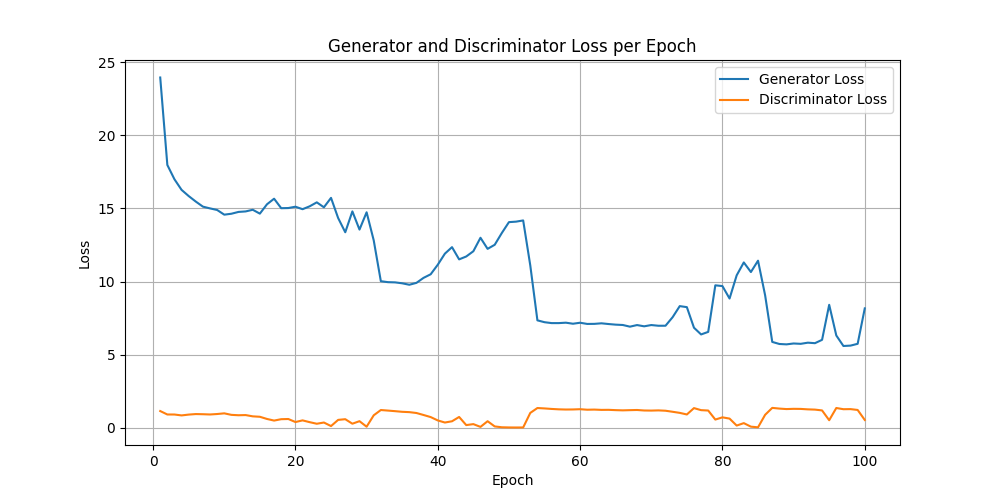 Generator and Discriminator Loss per Epoch
25
20
15
10
5
0
Loss
Generator Loss
Discriminator Loss
0 20 40 60 80 100
Epoch